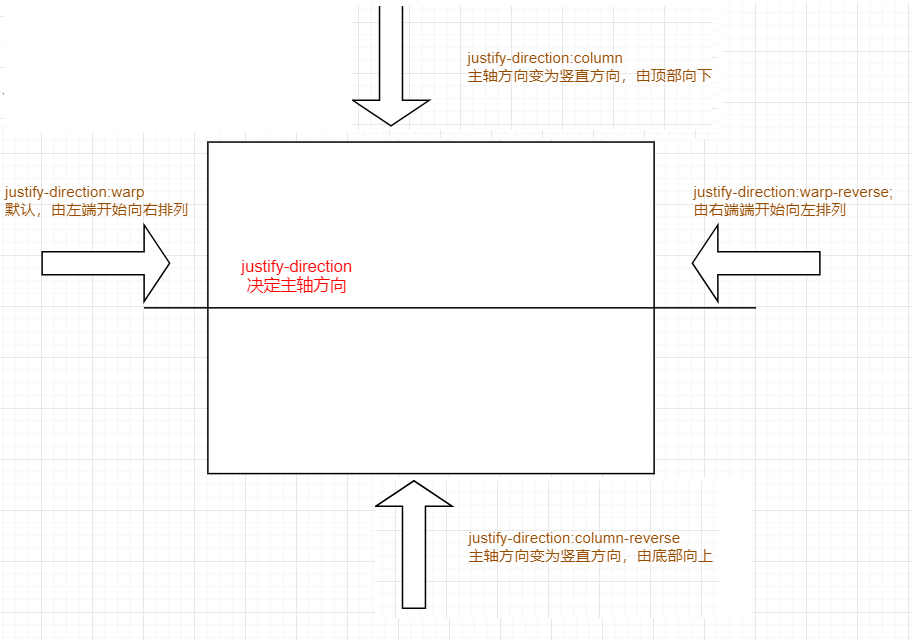 justify-direction:column
主轴方向变为竖直方向，由顶部向下
justify-direction:warp
默认，由左端开始向右排列
justify-direction:warp-reverse;
由右端端开始向左排列
justify-direction
决定主轴方向
justify-direction:column-reverse
主轴方向变为竖直方向，由底部向上